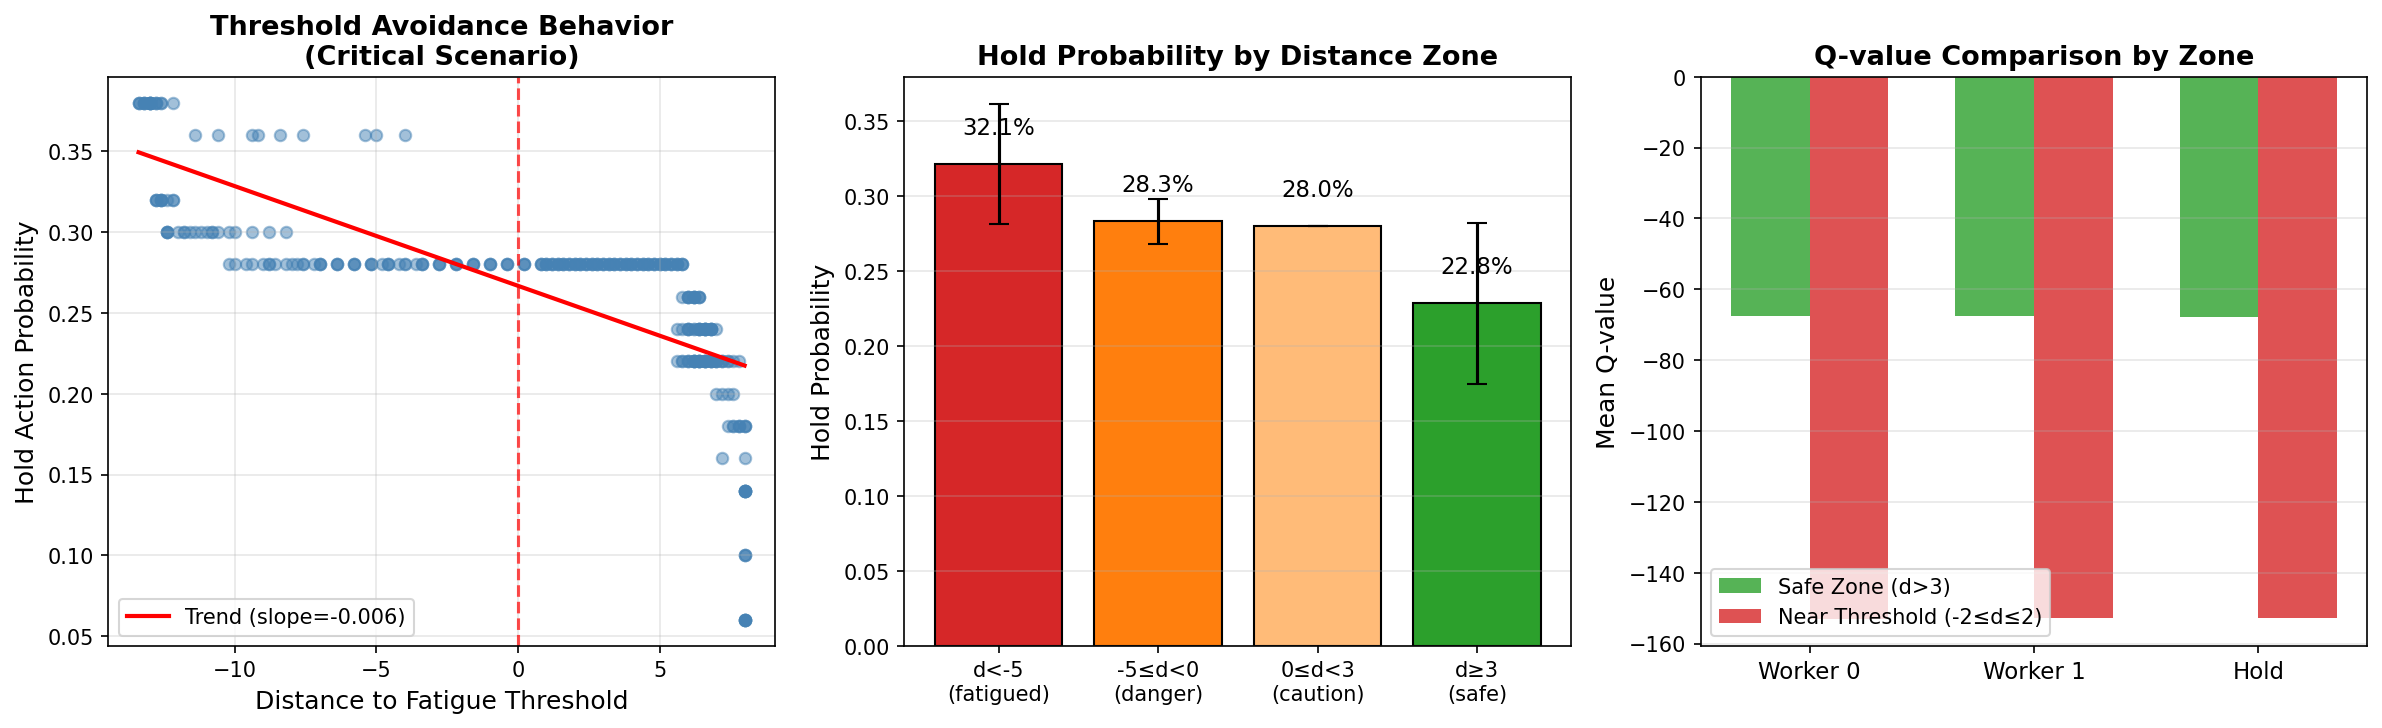 Threshold Avoidance Behavior
(Critical Scenario)
Hold Action Probability
0.35
0.30
0.25
0.20
0.15
0.10
0.05
Trend (slope=-0.006)
−10
−5
0
5
Distance to Fatigue Threshold
Hold Probability by Distance Zone
Hold Probability
0.35
0.30
0.25
0.20
0.15
0.10
0.05
0.00
32.1%
28.3%
28.0%
22.8%
d<-5
(fatigued)
-5≤d<0
(danger)
0≤d<3
(caution)
d≥3
(safe)
Q-value Comparison by Zone
Mean Q-value
0
−20
−40
−60
−80
−100
−120
−140
−160
Safe Zone (d>3)
Near Threshold (-2≤d≤2)
Worker 0
Worker 1
Hold